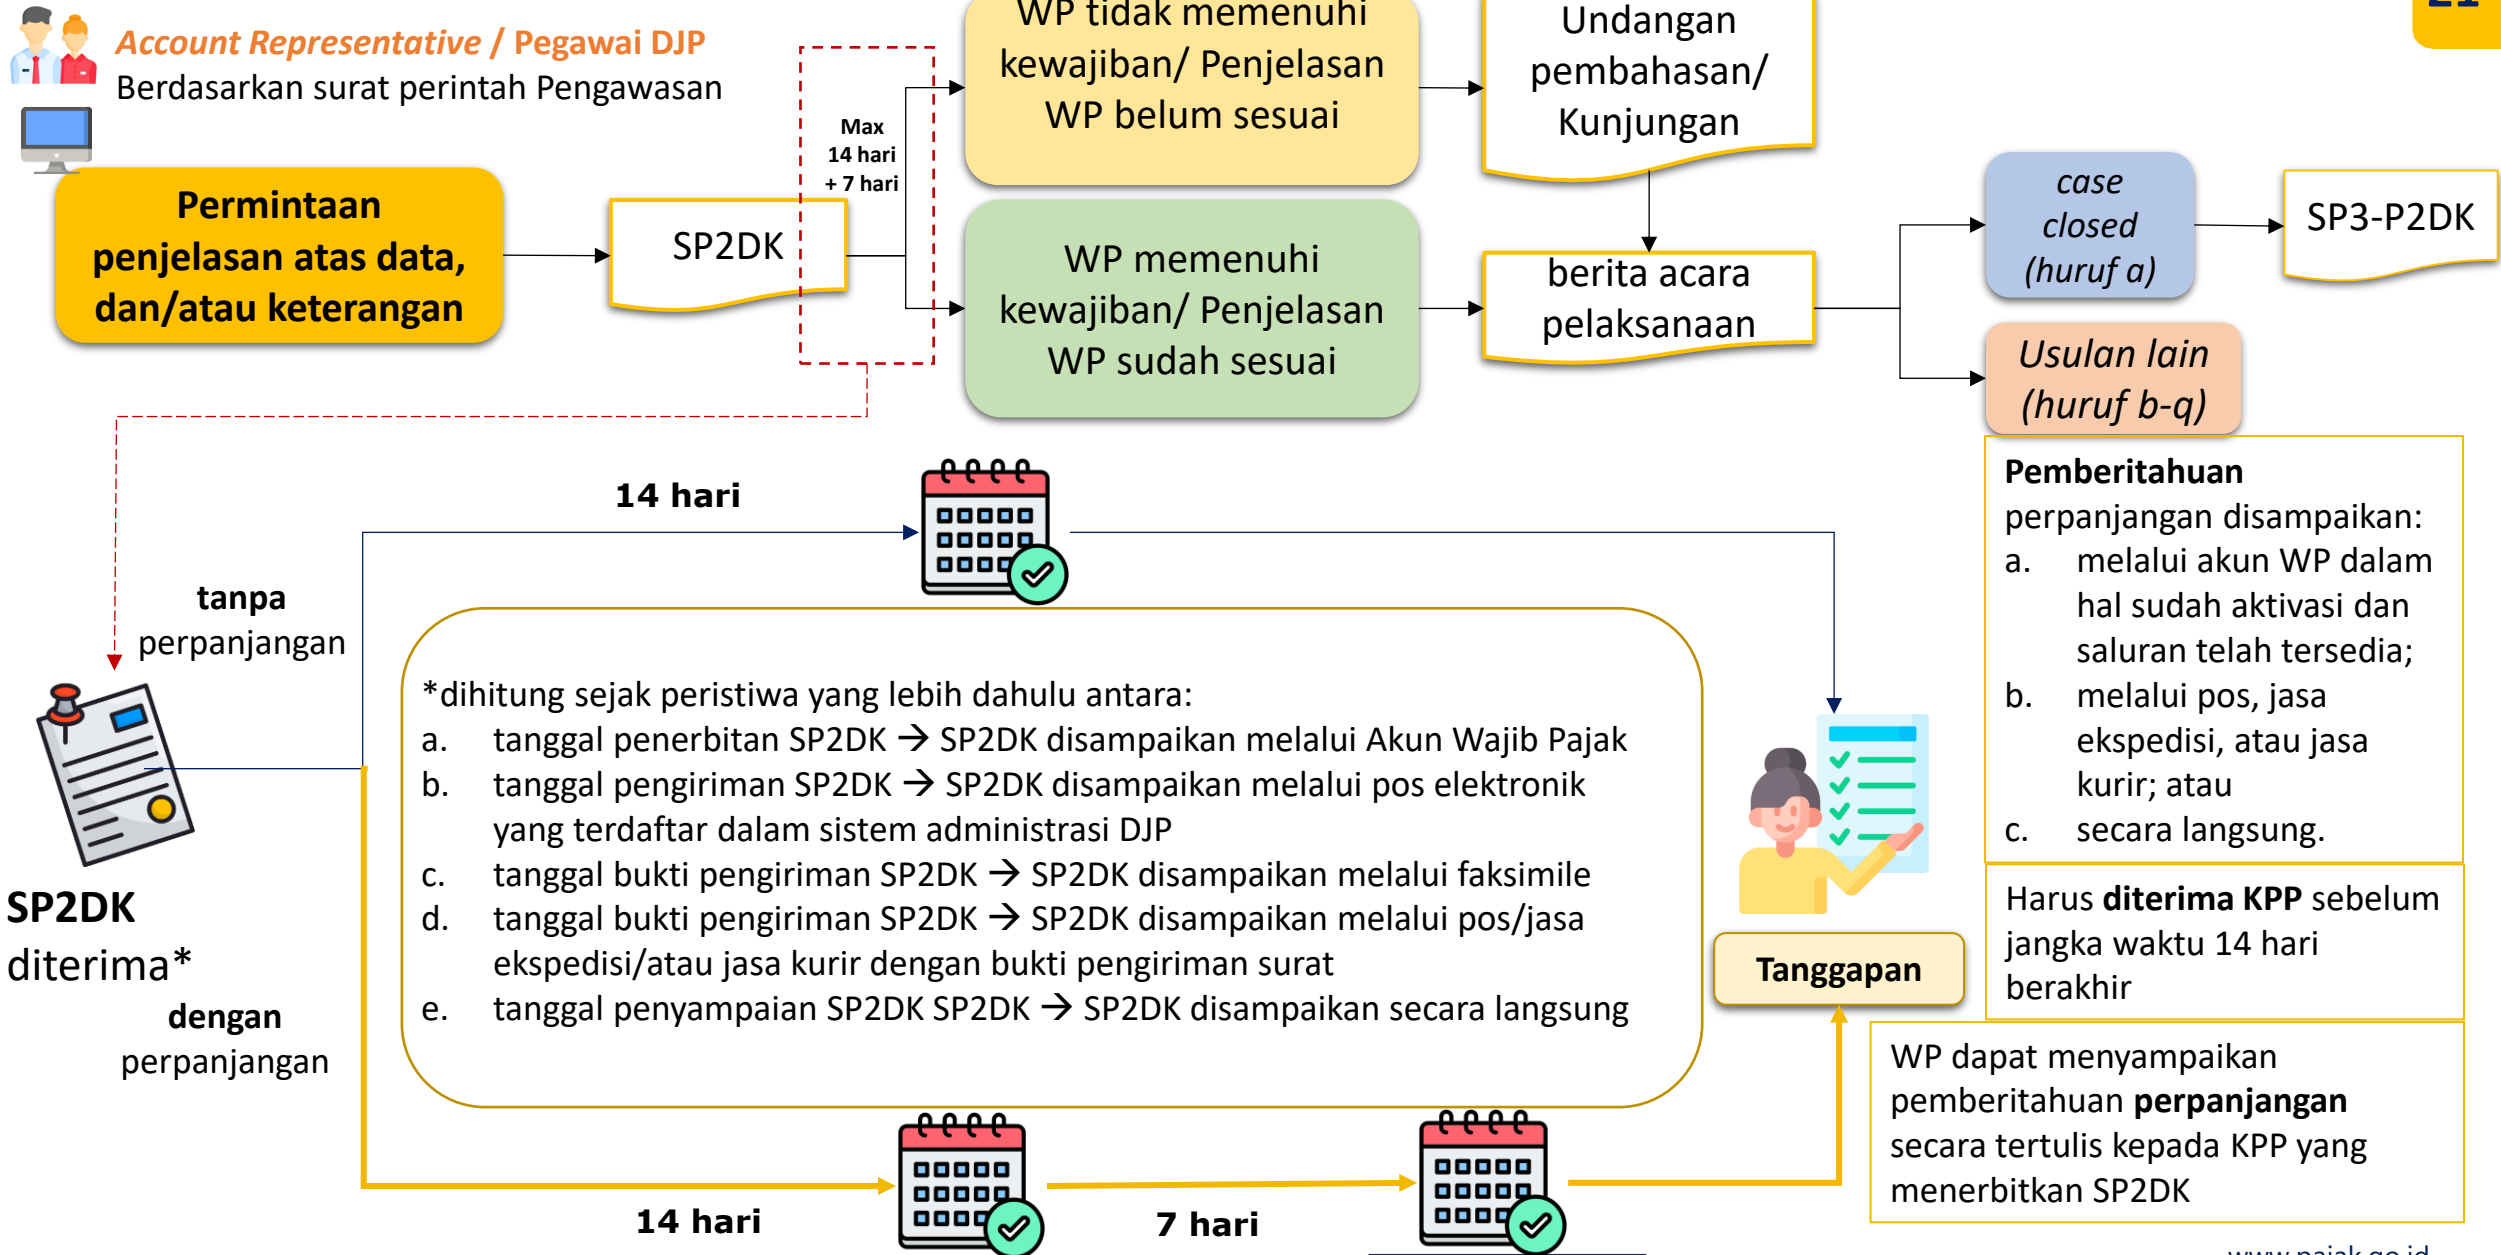 21
Account Representative / Pegawai DJP
Berdasarkan surat perintah Pengawasan
Permintaan
penjelasan atas data,
dan/atau keterangan
SP2DK
Max
14 hari
+ 7 hari
WP tidak memenuhi
kewajiban/ Penjelasan
WP belum sesuai
Undangan
pembahasan/
Kunjungan
WP memenuhi
kewajiban/ Penjelasan
WP sudah sesuai
berita acara
pelaksanaan
case
closed
(huruf a)
SP3-P2DK
Usulan lain
(huruf b-q)
14 hari
tanpa
perpanjangan
SP2DK
diterima*
dengan
perpanjangan
*dihitung sejak peristiwa yang lebih dahulu antara:
a. tanggal penerbitan SP2DK → SP2DK disampaikan melalui Akun Wajib Pajak
b. tanggal pengiriman SP2DK → SP2DK disampaikan melalui pos elektronik
yang terdaftar dalam sistem administrasi DJP
c. tanggal bukti pengiriman SP2DK → SP2DK disampaikan melalui faksimile
d. tanggal bukti pengiriman SP2DK → SP2DK disampaikan melalui pos/jasa
ekspedisi/atau jasa kurir dengan bukti pengiriman surat
e. tanggal penyampaian SP2DK SP2DK → SP2DK disampaikan secara langsung
14 hari
7 hari
Tanggapan
Pemberitahuan
perpanjangan disampaikan:
a. melalui akun WP dalam
hal sudah aktivasi dan
saluran telah tersedia;
b. melalui pos, jasa
ekspedisi, atau jasa
kurir; atau
c. secara langsung.
Harus diterima KPP sebelum
jangka waktu 14 hari
berakhir
WP dapat menyampaikan
pemberitahuan perpanjangan
secara tertulis kepada KPP yang
menerbitkan SP2DK
www.pajak.go.id